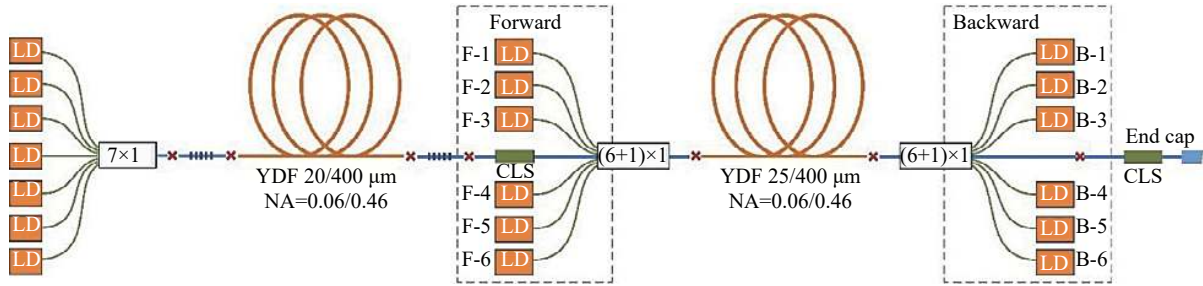 LD
LD
LD
LD
LD
LD
LD
7×1
YDF 20/400 μm
NA=0.06/0.46
Forward
F-1 LD
F-2 LD
F-3 LD
CLS
F-4 LD
F-5 LD
F-6 LD
(6+1)×1
YDF 25/400 μm
NA=0.06/0.46
(6+1)×1
Backward
LD B-1
LD B-2
LD B-3
LD B-4
LD B-5
LD B-6
End cap
CLS